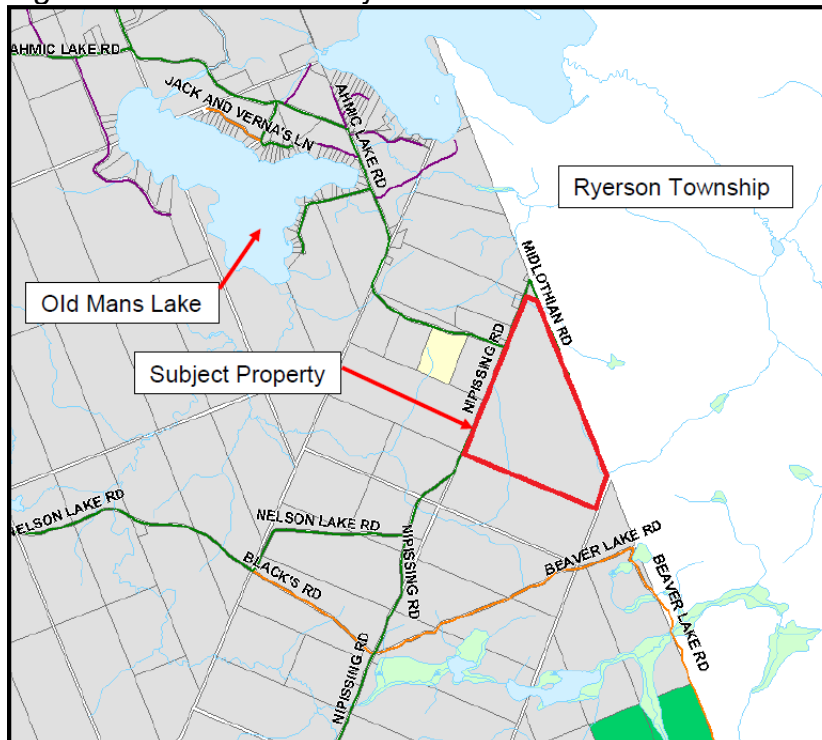 AHMIC LAKE RD
JACK AND VERNA'S LN
AHMIC LAKE RD
Ryerson Township
MIDLOTHIAN RD
Old Mans Lake
Subject Property
NIPISSING RD
NELSON LAKE RD
NELSON LAKE RD
NIPISSING RD
BLACK'S RD
BEAVER LAKE RD
BEAVER LAKE RD
NIPISSING RD